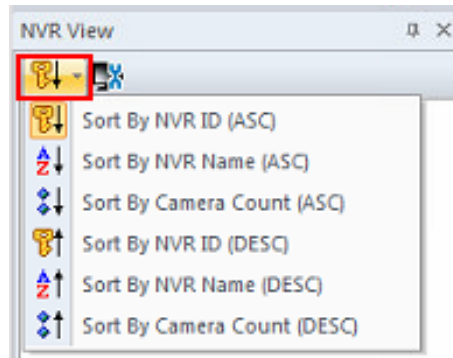 NVR View
Sort By NVR ID (ASC)
Sort By NVR Name (ASC)
Sort By Camera Count (ASC)
Sort By NVR ID (DESC)
Sort By NVR Name (DESC)
Sort By Camera Count (DESC)